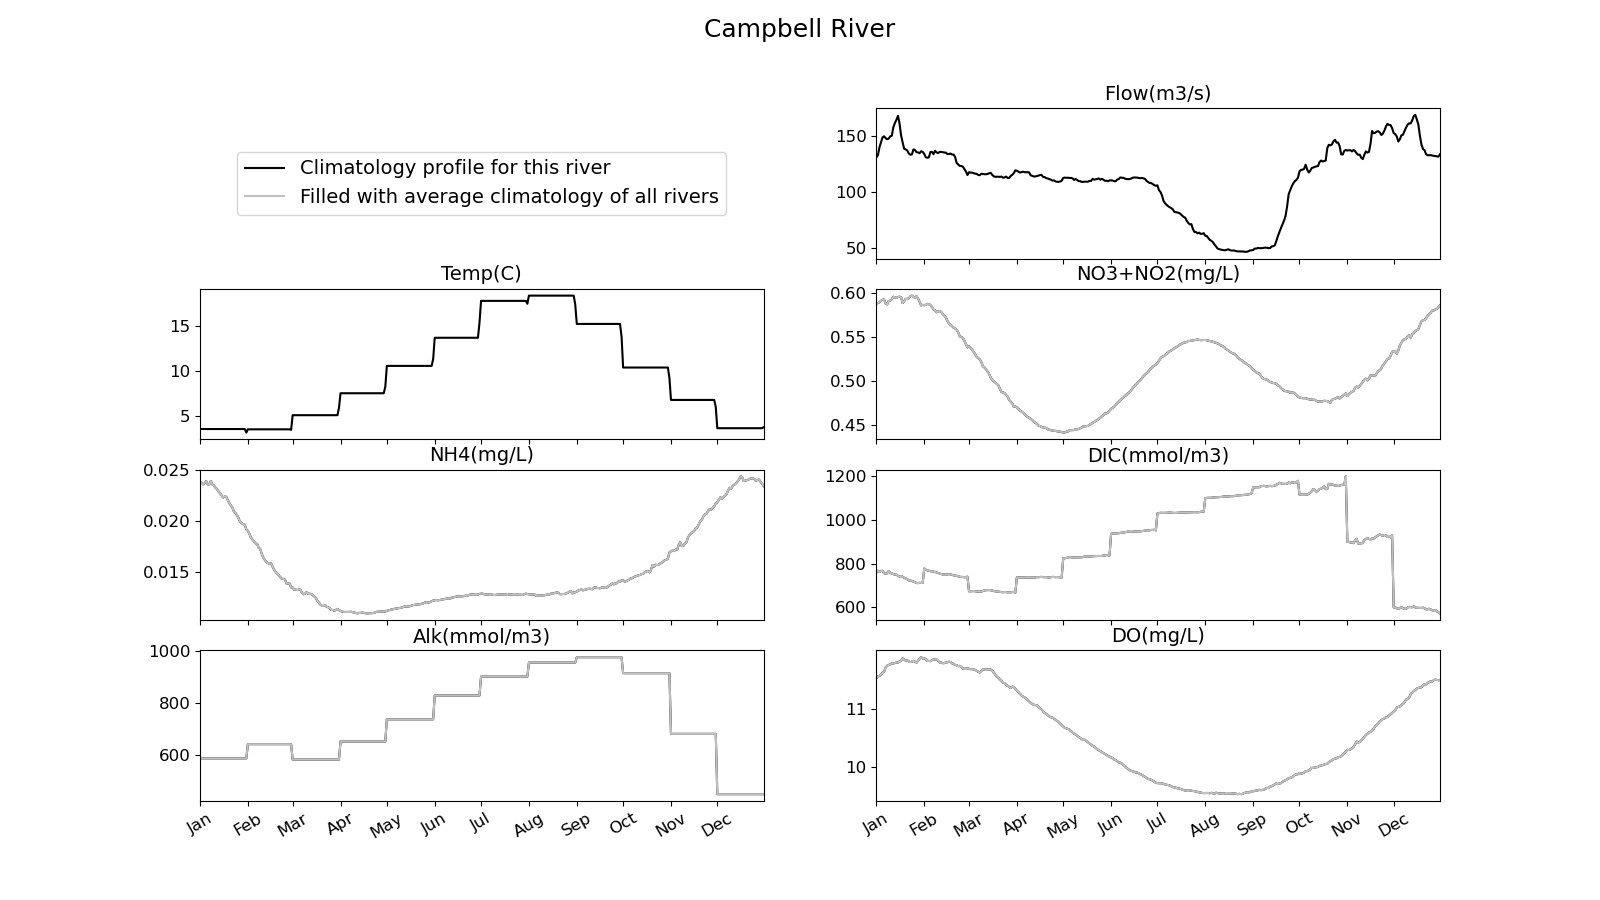 Campbell River
Climatology profile for this river
Filled with average climatology of all rivers
Flow(m3/s)
150
100
50
Temp(C)
15
10
5
NO3+NO2(mg/L)
0.60
0.55
0.50
0.45
NH4(mg/L)
0.025
0.020
0.015
DIC(mmol/m3)
1200
1000
800
600
Alk(mmol/m3)
1000
800
600
Jan Feb Mar Apr May Jun Jul Aug Sep Oct Nov Dec
DO(mg/L)
11
10
Jan Feb Mar Apr May Jun Jul Aug Sep Oct Nov Dec